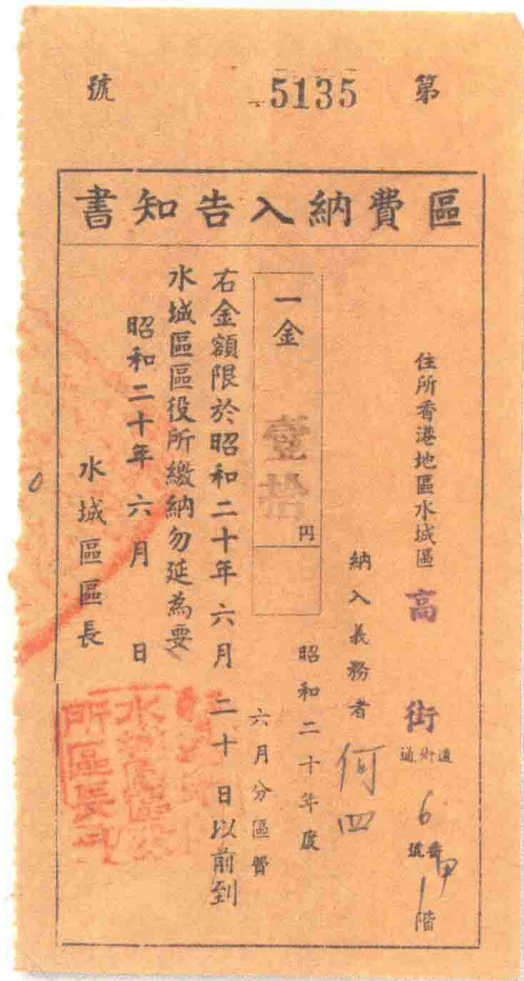 第 5135 號
區費納入告知書
住所香港地區水城區 高 街 道街通 6 番號 甲 1 階
納入義務者 何四
昭和二十年度
六月分區費
一金 壹拾 円
右金額限於昭和二十年六月二十日以前到
水城區區役所繳納勿延為要
昭和二十年六月 日
水城區區長